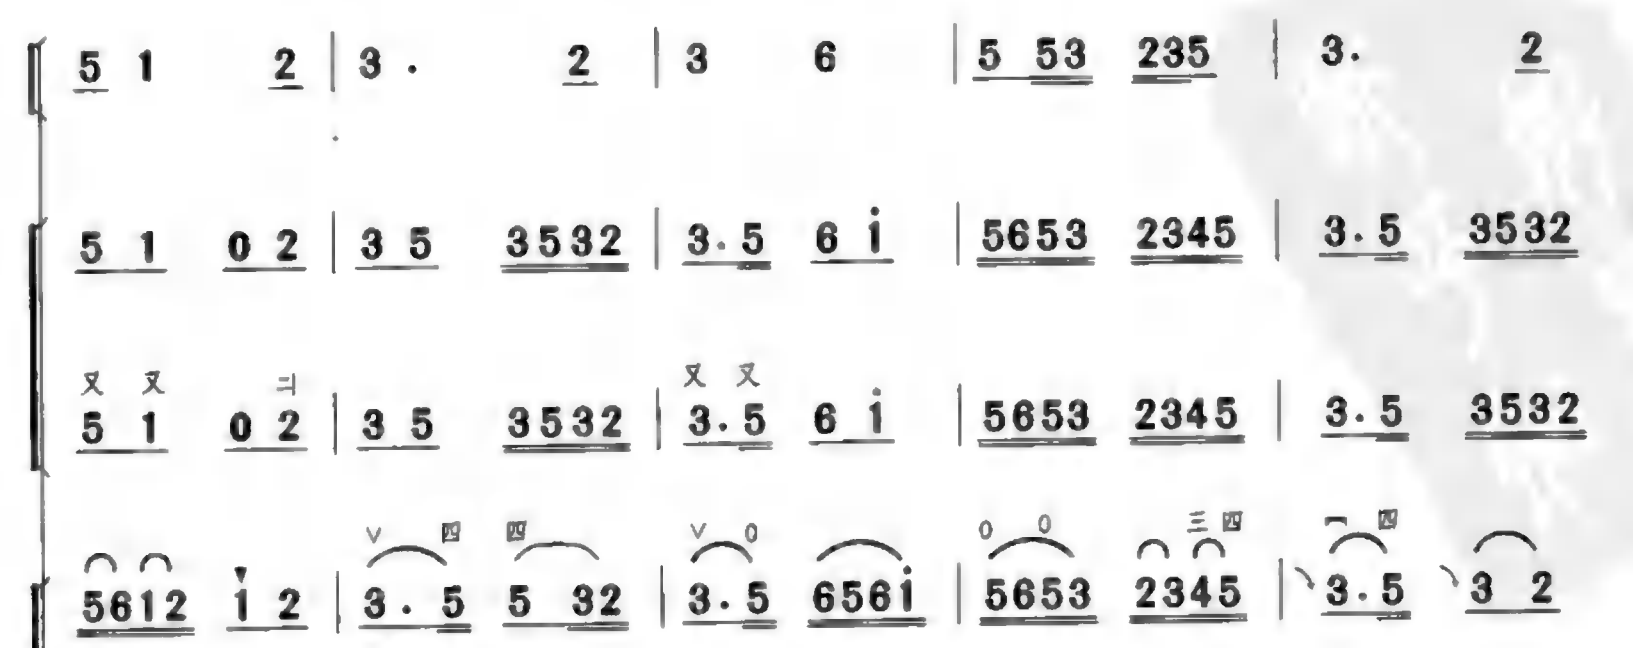 5 1 2 | 3 . 2 | 3 6 | 5 53 235 | 3. 2
5 1 0 2 | 3 5 3532 | 3.5 6 i | 5653 2345 | 3.5 3532
又 又 二 又 又
5 1 0 2 | 3 5 3532 | 3.5 6 i | 5653 2345 | 3.5 3532
V 四 四 V 0 0 0 三 四 一 四
5612 i 2 | 3.5 5 32 | 3.5 656i | 5653 2345 | 3.5 3 2